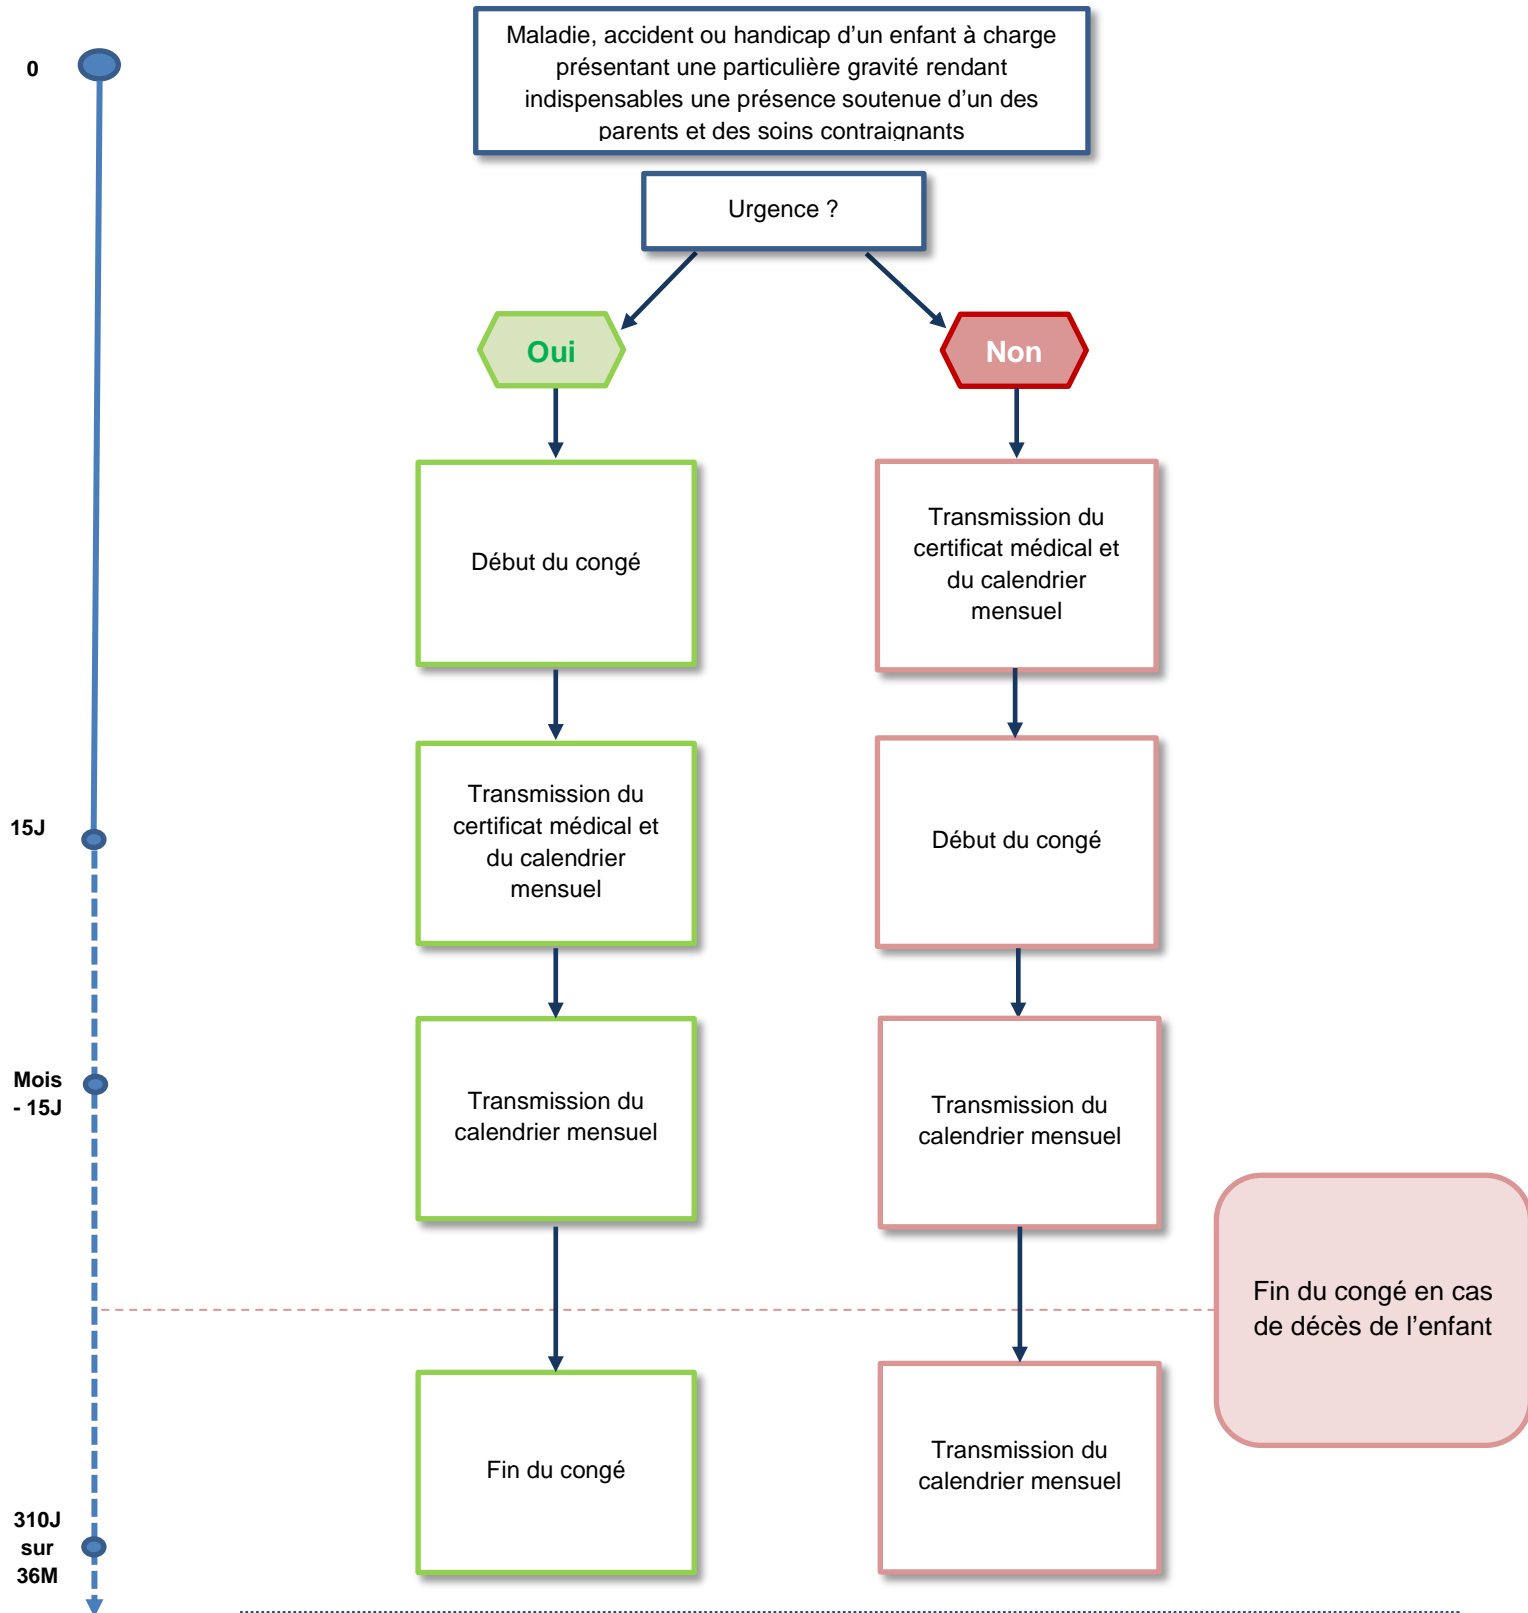 0
Maladie, accident ou handicap d’un enfant à charge
présentant une particulière gravité rendant
indispensables une présence soutenue d’un des
parents et des soins contraignants
Urgence ?
Oui
Non
Début du congé
Transmission du
certificat médical et
du calendrier
mensuel
15J
Transmission du
certificat médical et
du calendrier
mensuel
Début du congé
Mois
- 15J
Transmission du
calendrier mensuel
Transmission du
calendrier mensuel
Fin du congé en cas
de décès de l’enfant
Fin du congé
Transmission du
calendrier mensuel
310J
sur
36M